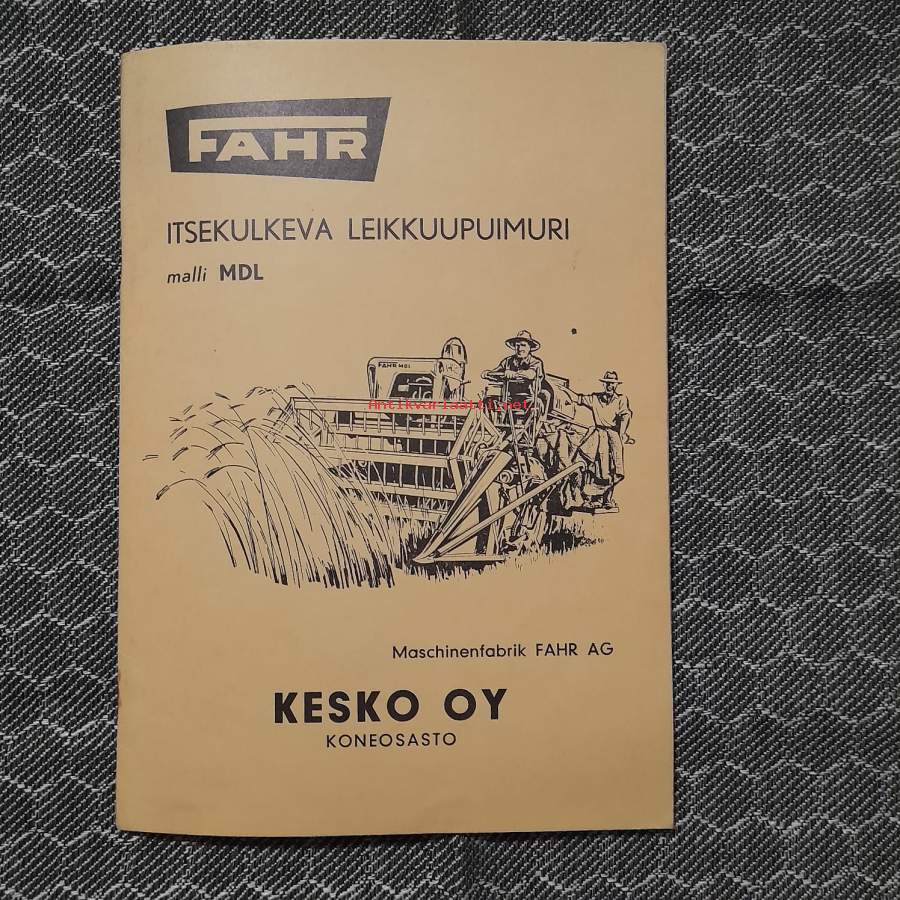 FAHR
ITSEKULKEVA LEIKKUUPUIMURI
malli MDL
FAHR MDL
Antikvariaatti.net
Maschinenfabrik FAHR AG
KESKO OY
KONEOSASTO